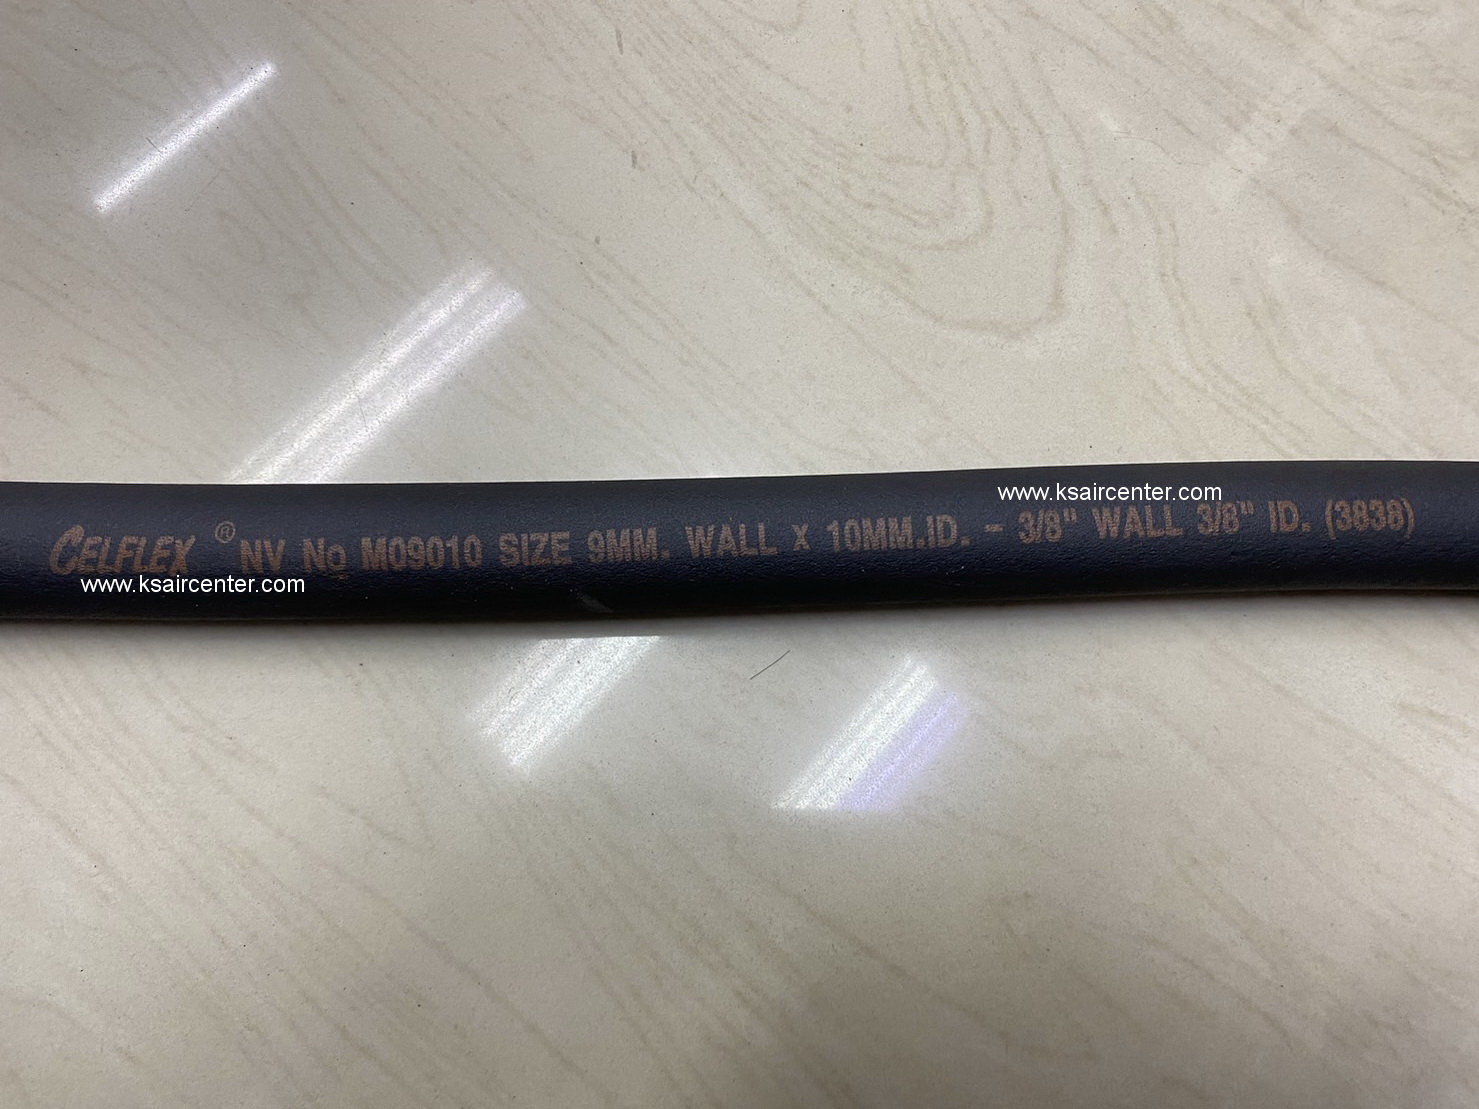 www.ksaircenter.com
CELFLEX ® NV No M09010 SIZE 9MM. WALL x 10MM.ID. - 3/8" WALL 3/8" ID. (3838)
www.ksaircenter.com